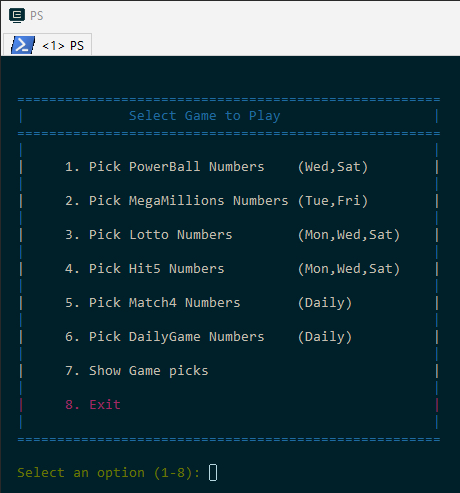 PS
<1> PS
=====================================================
|             Select Game to Play                   |
=====================================================
|                                                   |
|     1. Pick PowerBall Numbers    (Wed,Sat)        |
|                                                   |
|     2. Pick MegaMillions Numbers (Tue,Fri)        |
|                                                   |
|     3. Pick Lotto Numbers        (Mon,Wed,Sat)    |
|                                                   |
|     4. Pick Hit5 Numbers         (Mon,Wed,Sat)    |
|                                                   |
|     5. Pick Match4 Numbers       (Daily)          |
|                                                   |
|     6. Pick DailyGame Numbers    (Daily)          |
|                                                   |
|     7. Show Game picks                            |
|                                                   |
|     8. Exit                                       |
|                                                   |
=====================================================
Select an option (1-8):